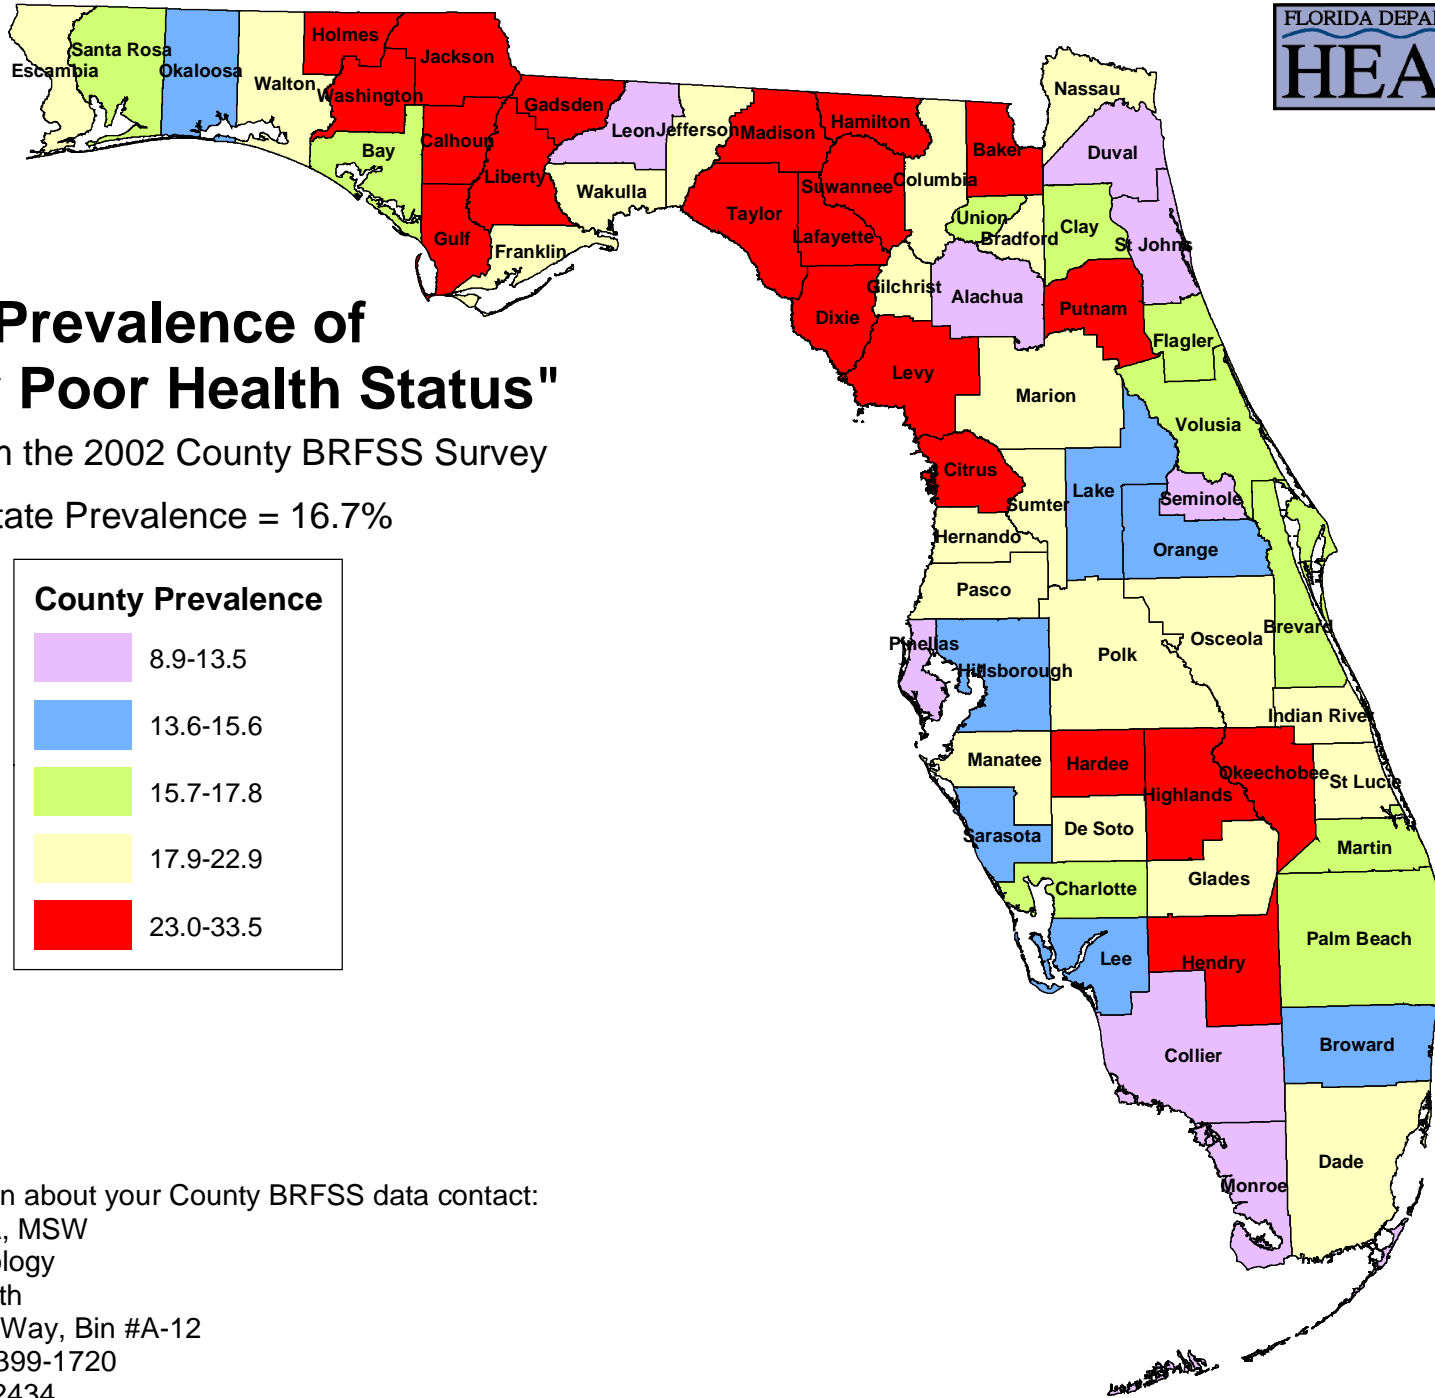 FLORIDA DEPA
HEA
Holmes
Jackson
Santa Rosa
Escambia
Okaloosa
Walton
Washington
Gadsden
Nassau
Leon
Jefferson
Madison
Hamilton
Calhoun
Bay
Baker
Duval
Liberty
Wakulla
Suwannee
Columbia
Taylor
Union
Clay
Lafayette
Bradford
St Johns
Gulf
Franklin
Gilchrist
Alachua
Putnam
Dixie
Flagler
Prevalence of
Poor Health Status"
the 2002 County BRFSS Survey
tate Prevalence = 16.7%
Levy
Marion
Volusia
Citrus
Lake
Seminole
Sumter
Hernando
Orange
Pasco
County Prevalence
8.9-13.5
13.6-15.6
15.7-17.8
17.9-22.9
23.0-33.5
Pinellas
Hillsborough
Polk
Osceola
Brevard
Indian River
Manatee
Hardee
Highlands
Okeechobee
St Lucie
Sarasota
De Soto
Martin
Charlotte
Glades
Lee
Hendry
Palm Beach
Collier
Broward
Dade
Monroe
n about your County BRFSS data contact:
, MSW
ology
th
Way, Bin #A-12
399-1720
2434